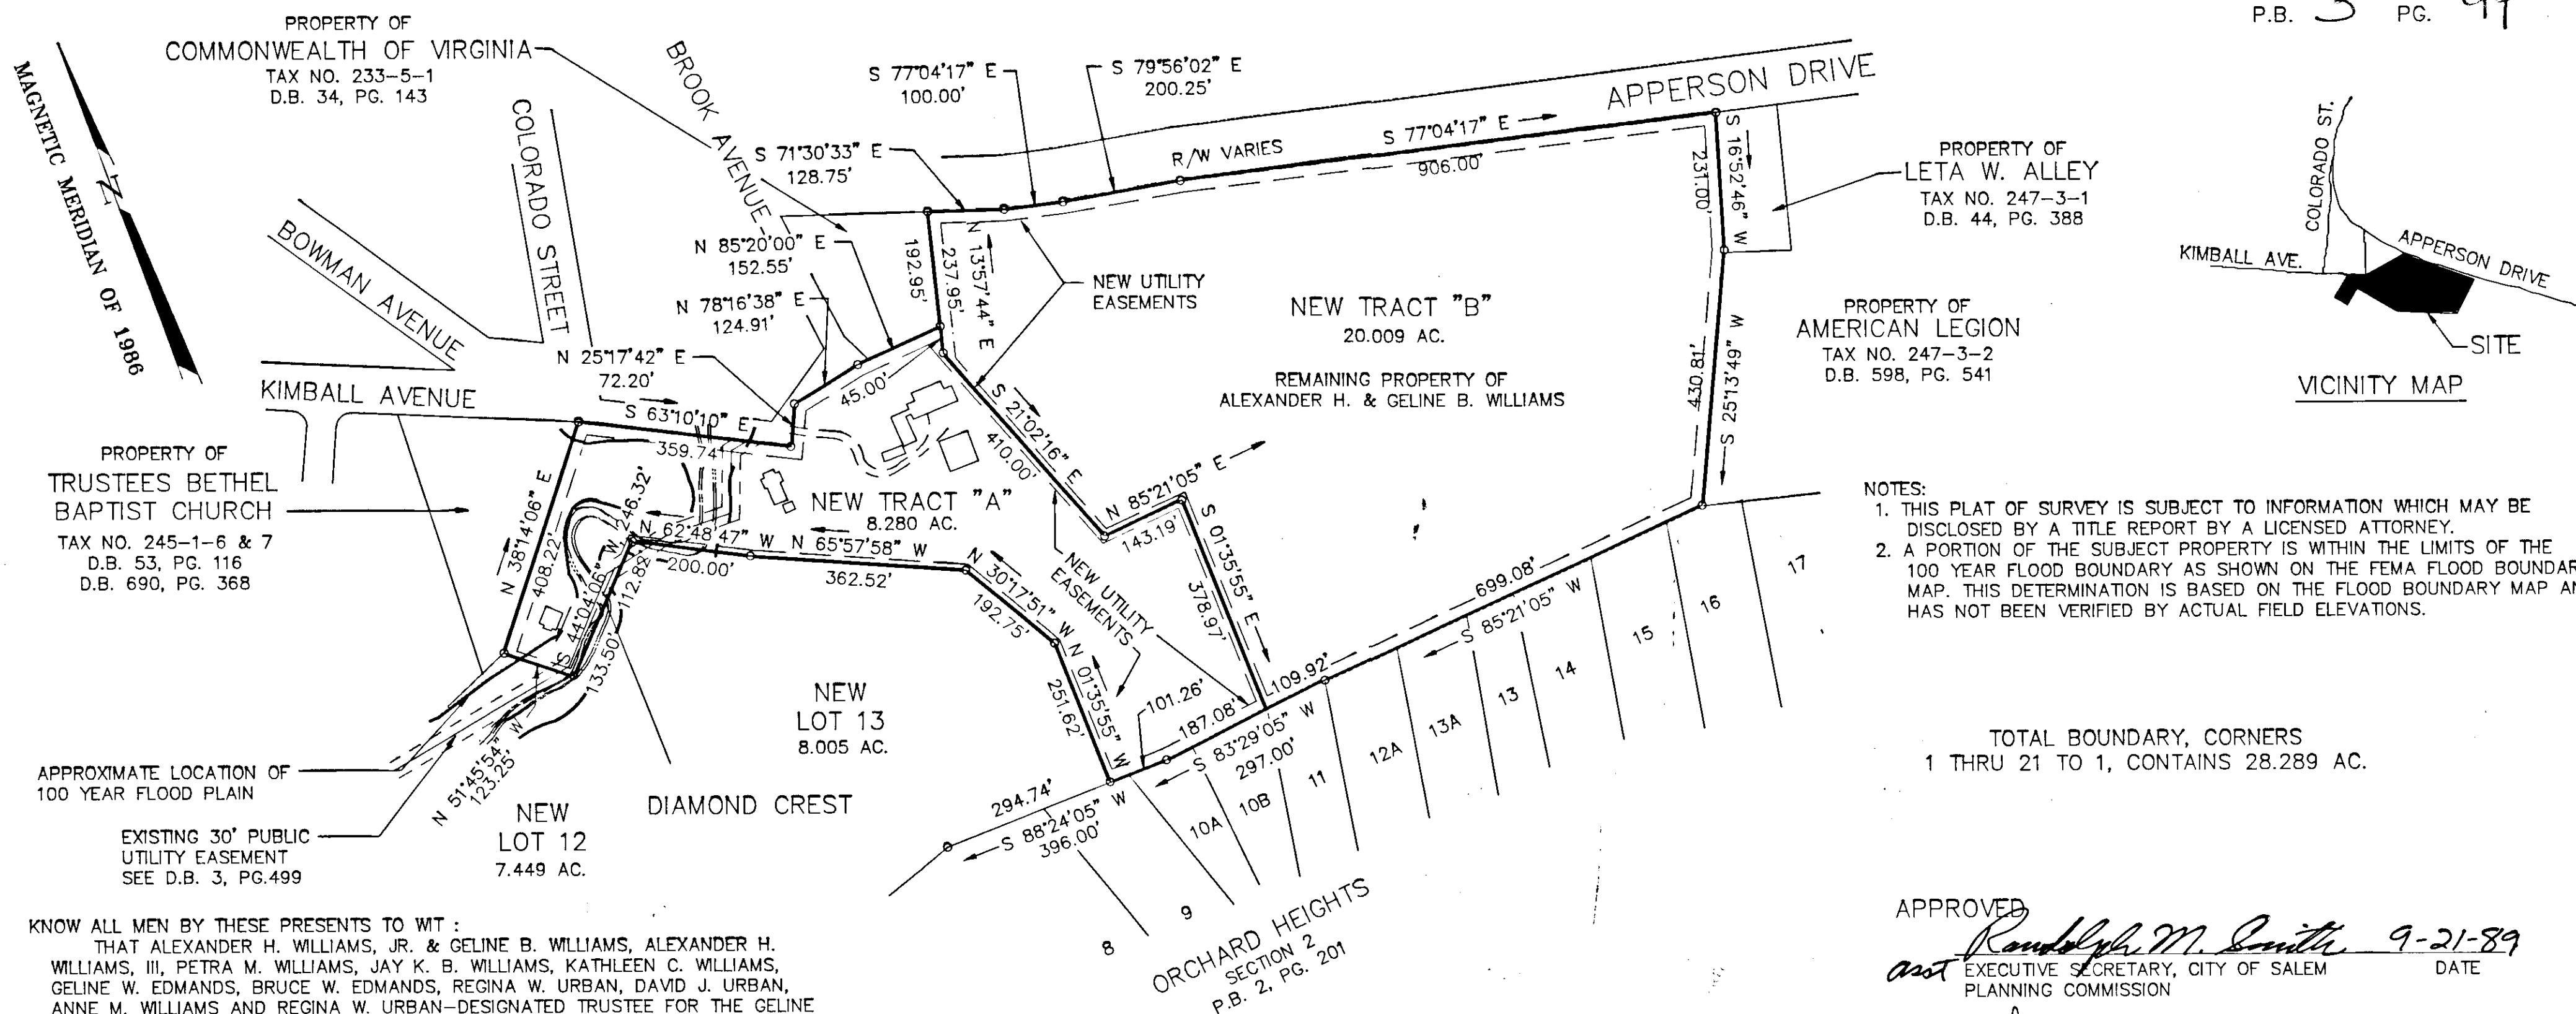 P.B. 3 PG. 99
PROPERTY OF
COMMONWEALTH OF VIRGINIA
TAX NO. 233-5-1
D.B. 34, PG. 143
MAGNETIC MERIDIAN OF 1986
N
COLORADO STREET
BROOK AVENUE
BOWMAN AVENUE
KIMBALL AVENUE
S 77°04'17" E
100.00'
S 79°56'02" E
200.25'
APPERSON DRIVE
S 71°30'33" E
128.75'
R/W VARIES
S 77°04'17" E
906.00'
S 16°52'46" W
231.00'
PROPERTY OF
LETA W. ALLEY
TAX NO. 247-3-1
D.B. 44, PG. 388
COLORADO ST.
KIMBALL AVE.
APPERSON DRIVE
SITE
VICINITY MAP
N 85°20'00" E
152.55'
192.95'
237.95'
N 13°57'44" E
NEW UTILITY
EASEMENTS
NEW TRACT "B"
20.009 AC.
REMAINING PROPERTY OF
ALEXANDER H. & GELINE B. WILLIAMS
PROPERTY OF
AMERICAN LEGION
TAX NO. 247-3-2
D.B. 598, PG. 541
430.81'
S 25°13'49" W
N 78°16'38" E
124.91'
N 25°17'42" E
72.20'
45.00'
S 63°10'10" E
359.74'
S 21°02'16" E
410.00'
PROPERTY OF
TRUSTEES BETHEL
BAPTIST CHURCH
TAX NO. 245-1-6 & 7
D.B. 53, PG. 116
D.B. 690, PG. 368
N 38°14'06" E
408.22'
NEW TRACT "A"
8.280 AC.
246.32'
S 44°04'06" W
112.82'
133.50'
N 62°48'47" W
200.00'
N 65°57'58" W
362.52'
N 30°17'51" W
192.75'
N 85°21'05" E
143.19'
S 01°35'55" E
378.97'
NEW UTILITY
EASEMENTS
N 01°35'55" W
251.62'
NOTES:
1. THIS PLAT OF SURVEY IS SUBJECT TO INFORMATION WHICH MAY BE
DISCLOSED BY A TITLE REPORT BY A LICENSED ATTORNEY.
2. A PORTION OF THE SUBJECT PROPERTY IS WITHIN THE LIMITS OF THE
100 YEAR FLOOD BOUNDARY AS SHOWN ON THE FEMA FLOOD BOUNDAR
MAP. THIS DETERMINATION IS BASED ON THE FLOOD BOUNDARY MAP AN
HAS NOT BEEN VERIFIED BY ACTUAL FIELD ELEVATIONS.
699.08'
S 85°21'05" W
109.92'
101.26'
187.08'
S 83°29'05" W
297.00'
294.74'
S 88°24'05" W
396.00'
8
9
10A
10B
11
12A
13A
13
14
15
16
17
NEW
LOT 13
8.005 AC.
APPROXIMATE LOCATION OF
100 YEAR FLOOD PLAIN
N 51°45'54" W
123.25'
NEW
LOT 12
7.449 AC.
DIAMOND CREST
EXISTING 30' PUBLIC
UTILITY EASEMENT
SEE D.B. 3, PG.499
TOTAL BOUNDARY, CORNERS
1 THRU 21 TO 1, CONTAINS 28.289 AC.
ORCHARD HEIGHTS
SECTION 2
P.B. 2, PG. 201
KNOW ALL MEN BY THESE PRESENTS TO WIT :
THAT ALEXANDER H. WILLIAMS, JR. & GELINE B. WILLIAMS, ALEXANDER H.
WILLIAMS, III, PETRA M. WILLIAMS, JAY K. B. WILLIAMS, KATHLEEN C. WILLIAMS,
GELINE W. EDMANDS, BRUCE W. EDMANDS, REGINA W. URBAN, DAVID J. URBAN,
ANNE M. WILLIAMS AND REGINA W. URBAN-DESIGNATED TRUSTEE FOR THE GELINE
APPROVED
Randolph M. Smith 9-21-89
asst EXECUTIVE SECRETARY, CITY OF SALEM DATE
PLANNING COMMISSION